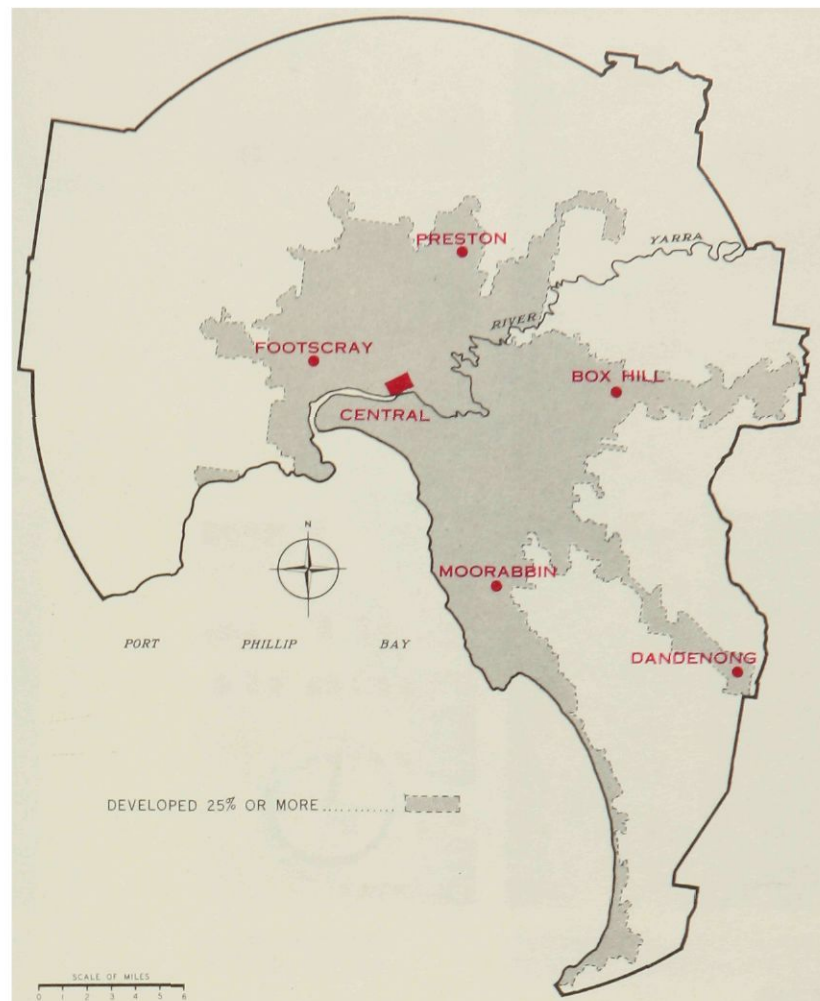 PRESTON
YARRA
RIVER
FOOTSCRAY
BOX HILL
CENTRAL
N
MOORABBIN
PORT PHILLIP BAY
DANDENONG
DEVELOPED 25% OR MORE............
SCALE OF MILES
0 1 2 3 4 5 6